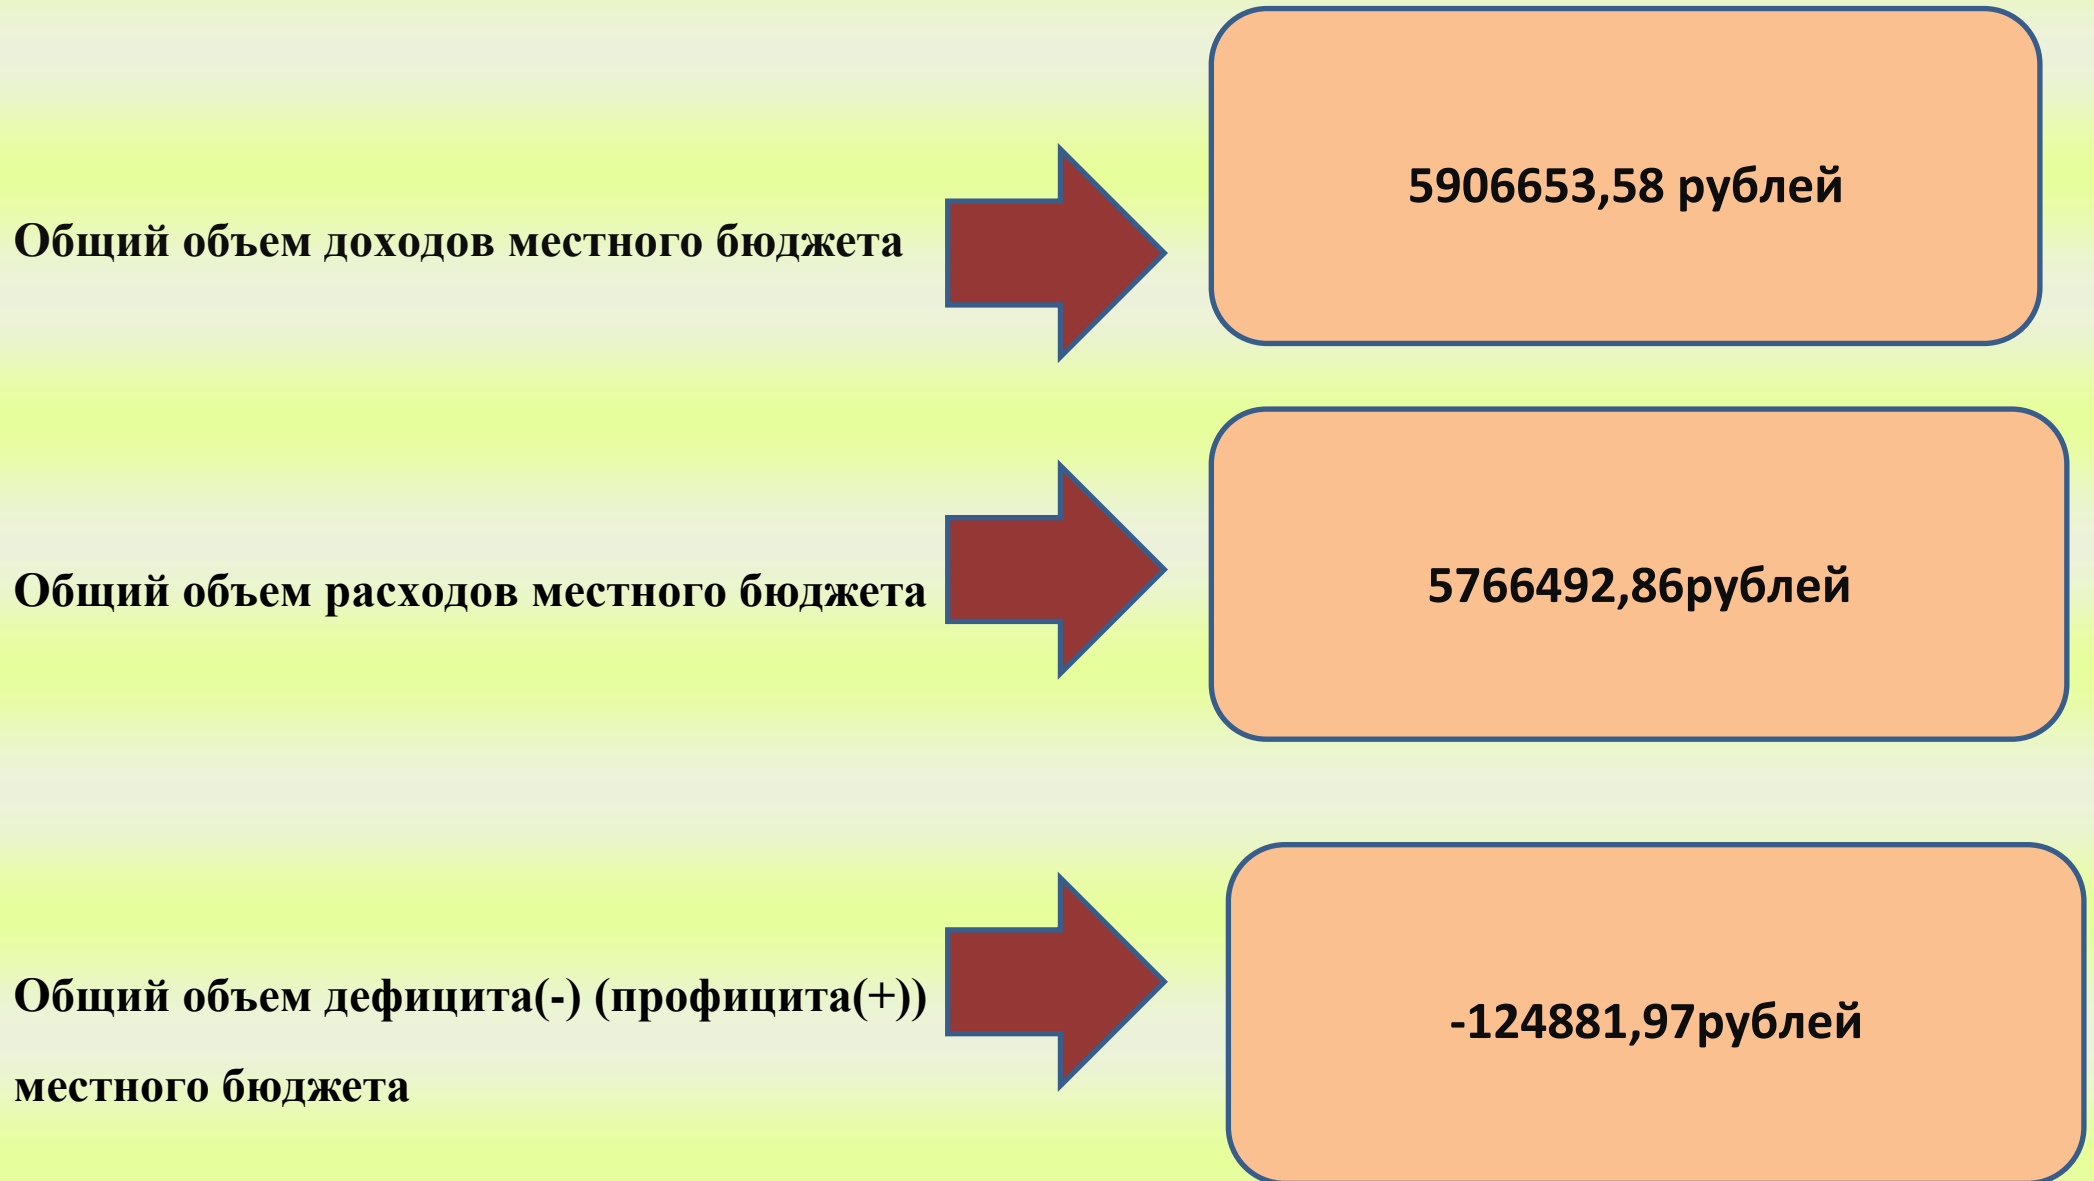 Общий объем доходов местного бюджета
5906653,58 рублей
Общий объем расходов местного бюджета
5766492,86рублей
Общий объем дефицита(-) (профицита(+))
местного бюджета
-124881,97рублей